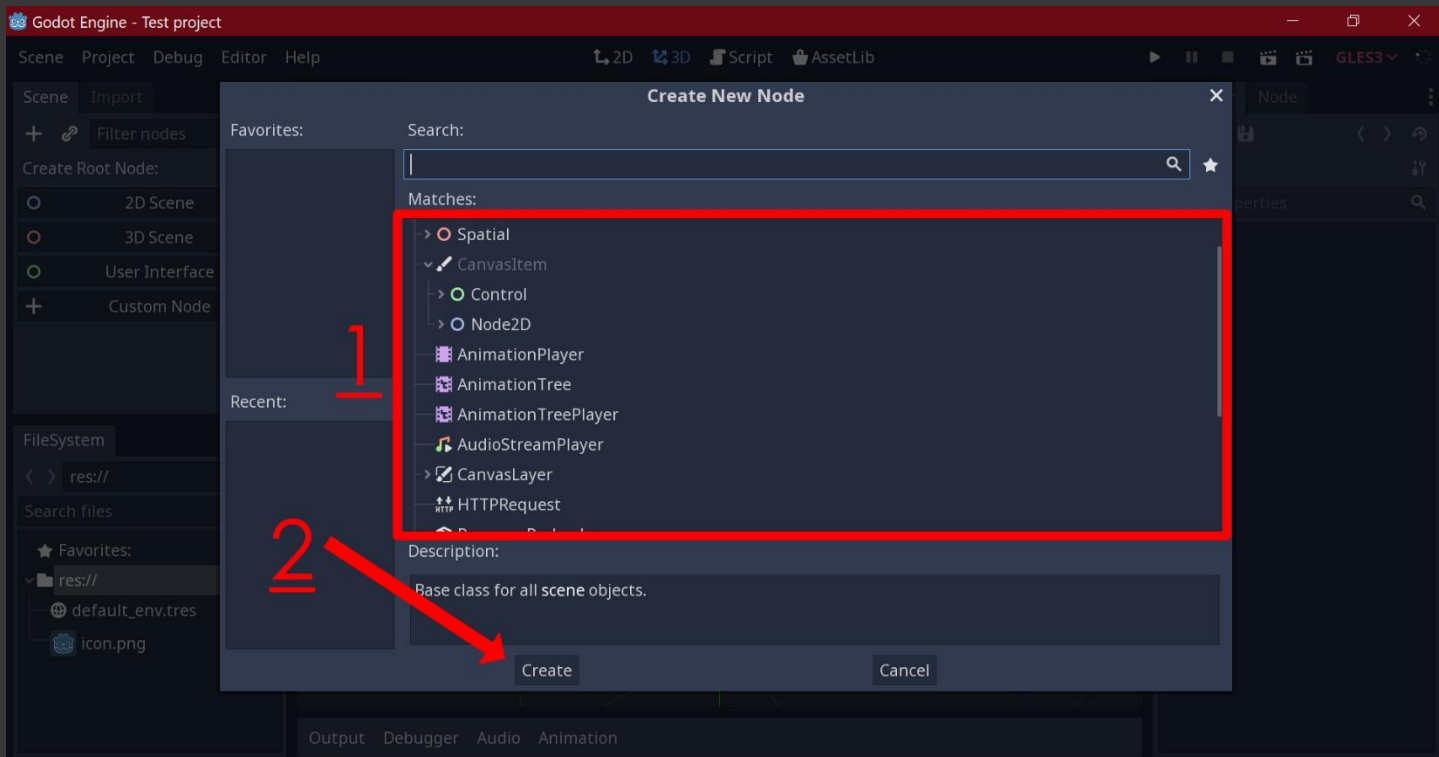 Godot Engine - Test project
Scene Project Debug Editor Help
2D 3D Script AssetLib
GLES3
Scene Import
Node
Filter nodes
Create Root Node:
2D Scene
3D Scene
User Interface
Custom Node
FileSystem
res://
Search files
Favorites:
res://
default_env.tres
icon.png
Create New Node
Favorites:
Recent:
Search:
Matches:
Spatial
CanvasItem
Control
Node2D
AnimationPlayer
AnimationTree
AnimationTreePlayer
AudioStreamPlayer
CanvasLayer
HTTP HTTPRequest
Description:
Base class for all scene objects.
Create Cancel
1
2
Output Debugger Audio Animation